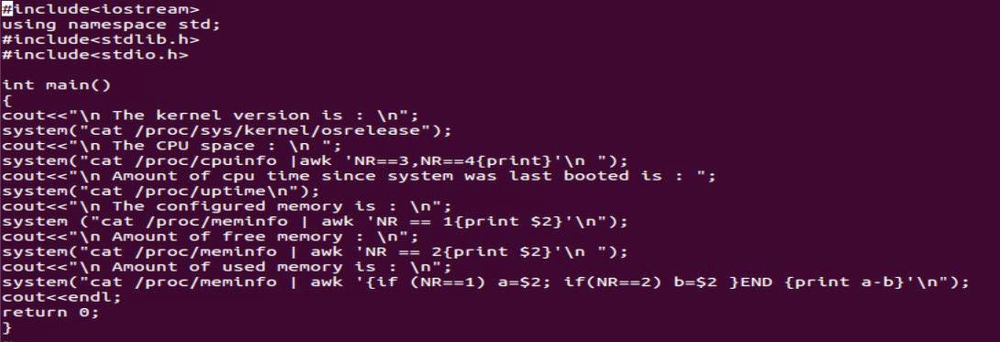 #include<iostream>
using namespace std;
#include<stdlib.h>
#include<stdio.h>
int main()
{
cout<<"\n The kernel version is : \n";
system("cat /proc/sys/kernel/osrelease");
cout<<"\n The CPU space : \n ";
system("cat /proc/cpuinfo |awk 'NR==3,NR==4{print}'\n ");
cout<<"\n Amount of cpu time since system was last booted is : ";
system("cat /proc/uptime\n");
cout<<"\n The configured memory is : \n";
system ("cat /proc/meminfo | awk 'NR == 1{print $2}'\n");
cout<<"\n Amount of free memory : \n";
system("cat /proc/meminfo | awk 'NR == 2{print $2}'\n ");
cout<<"\n Amount of used memory is : \n";
system("cat /proc/meminfo | awk '{if (NR==1) a=$2; if(NR==2) b=$2 }END {print a-b}'\n");
cout<<endl;
return 0;
}